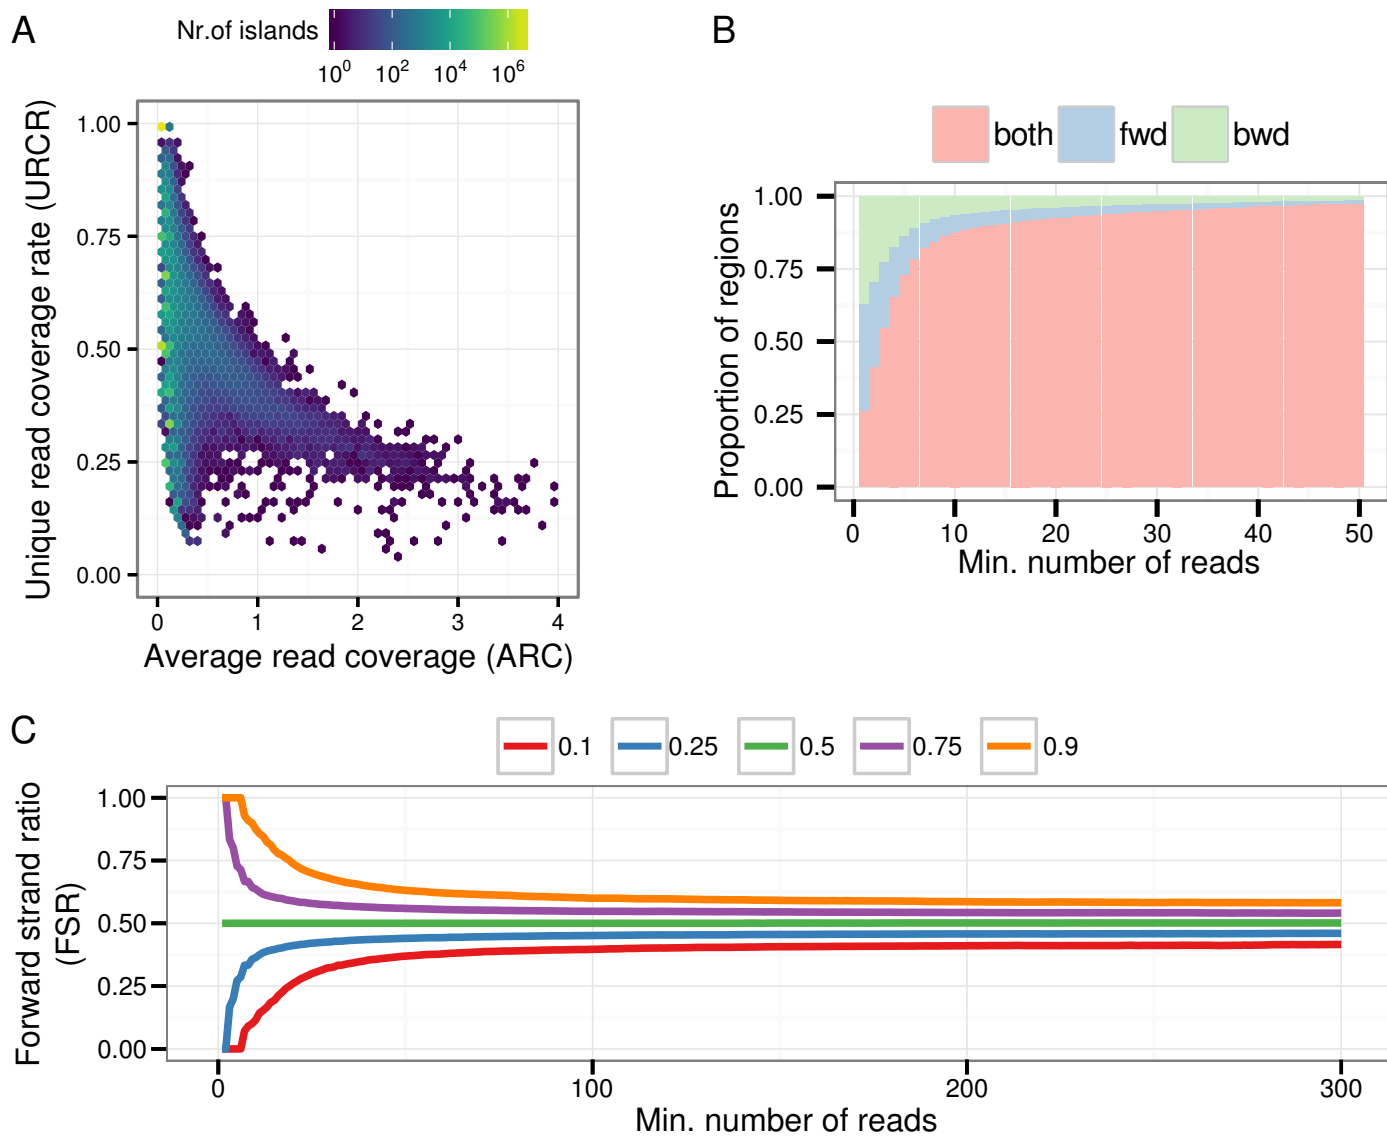 A
Nr.of islands
10^0 10^2 10^4 10^6
Unique read coverage rate (URCR)
1.00
0.75
0.50
0.25
0.00
0 1 2 3 4
Average read coverage (ARC)
B
both fwd bwd
Proportion of regions
1.00
0.75
0.50
0.25
0.00
0 10 20 30 40 50
Min. number of reads
C
0.1 0.25 0.5 0.75 0.9
Forward strand ratio
(FSR)
1.00
0.75
0.50
0.25
0.00
0 100 200 300
Min. number of reads